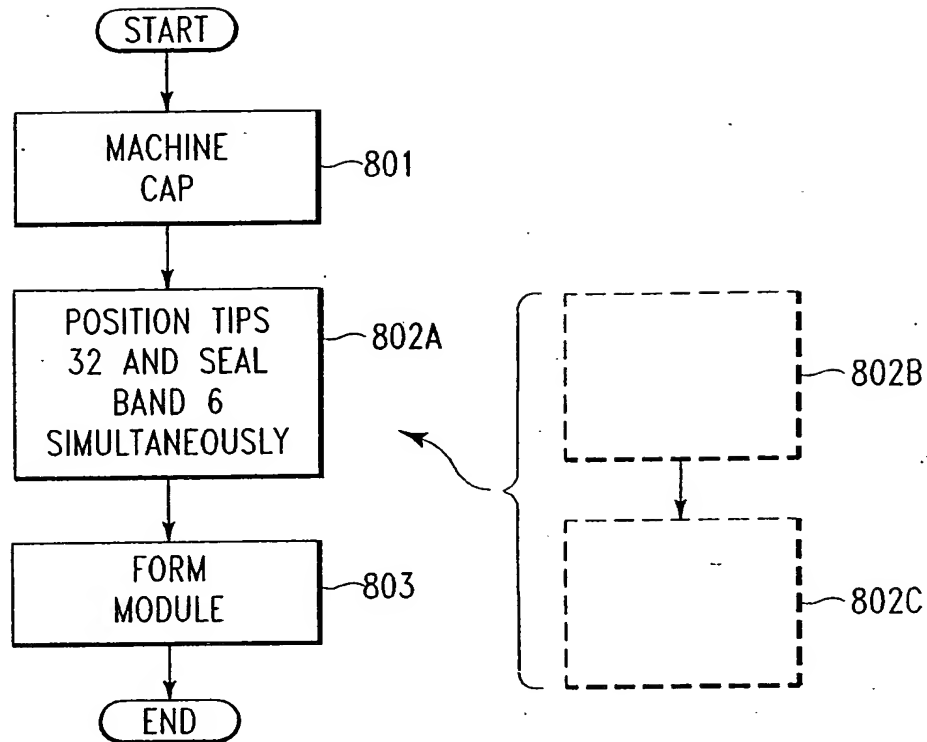 START
MACHINE
CAP
801
POSITION TIPS
32 AND SEAL
BAND 6
SIMULTANEOUSLY
802A
802B
FORM
MODULE
803
802C
END